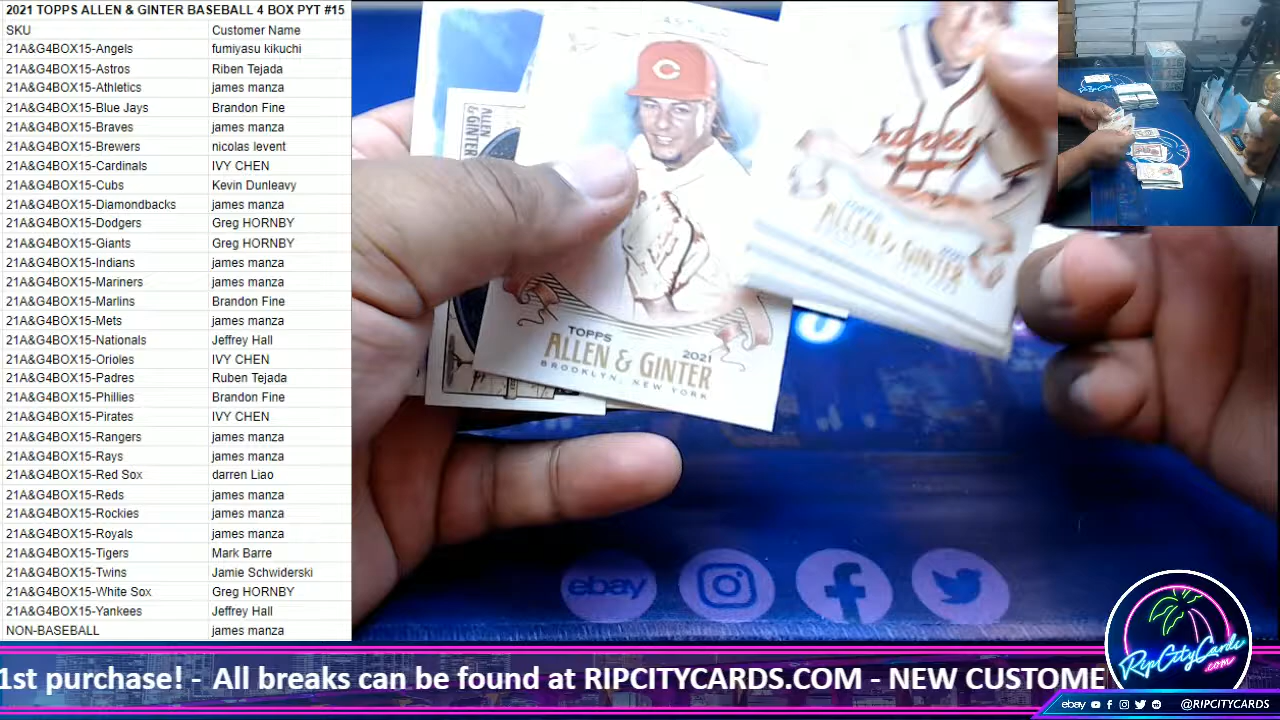 2021 TOPPS ALLEN & GINTER BASEBALL 4 BOX PYT #15
SKU Customer Name
21A&G4BOX15-Angels fumiyasu kikuchi
21A&G4BOX15-Astros Riben Tejada
21A&G4BOX15-Athletics james manza
21A&G4BOX15-Blue Jays Brandon Fine
21A&G4BOX15-Braves james manza
21A&G4BOX15-Brewers nicolas levent
21A&G4BOX15-Cardinals IVY CHEN
21A&G4BOX15-Cubs Kevin Dunleavy
21A&G4BOX15-Diamondbacks james manza
21A&G4BOX15-Dodgers Greg HORNBY
21A&G4BOX15-Giants Greg HORNBY
21A&G4BOX15-Indians james manza
21A&G4BOX15-Mariners james manza
21A&G4BOX15-Marlins Brandon Fine
21A&G4BOX15-Mets james manza
21A&G4BOX15-Nationals Jeffrey Hall
21A&G4BOX15-Orioles IVY CHEN
21A&G4BOX15-Padres Ruben Tejada
21A&G4BOX15-Phillies Brandon Fine
21A&G4BOX15-Pirates IVY CHEN
21A&G4BOX15-Rangers james manza
21A&G4BOX15-Rays james manza
21A&G4BOX15-Red Sox darren Liao
21A&G4BOX15-Reds james manza
21A&G4BOX15-Rockies james manza
21A&G4BOX15-Royals james manza
21A&G4BOX15-Tigers Mark Barre
21A&G4BOX15-Twins Jamie Schwiderski
21A&G4BOX15-White Sox Greg HORNBY
21A&G4BOX15-Yankees Jeffrey Hall
NON-BASEBALL james manza
ALLEN & GINTER
C
TOPPS 2021
ALLEN & GINTER
BROOKLYN, NEW YORK
ALLEN & GINTER
ebay
1st purchase! - All breaks can be found at RIPCITYCARDS.COM - NEW CUSTOME
RipCityCards
.com
ebay @RIPCITYCARDS